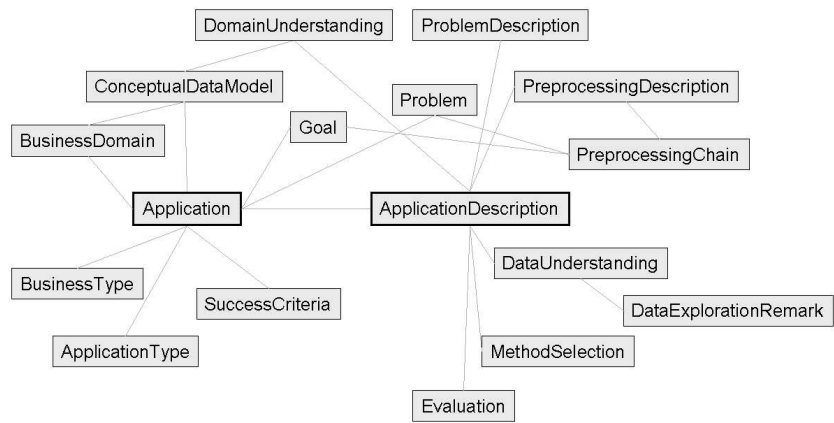 DomainUnderstanding
ProblemDescription
ConceptualDataModel
Problem
PreprocessingDescription
Goal
BusinessDomain
PreprocessingChain
Application
ApplicationDescription
DataUnderstanding
BusinessType
SuccessCriteria
DataExplorationRemark
ApplicationType
MethodSelection
Evaluation